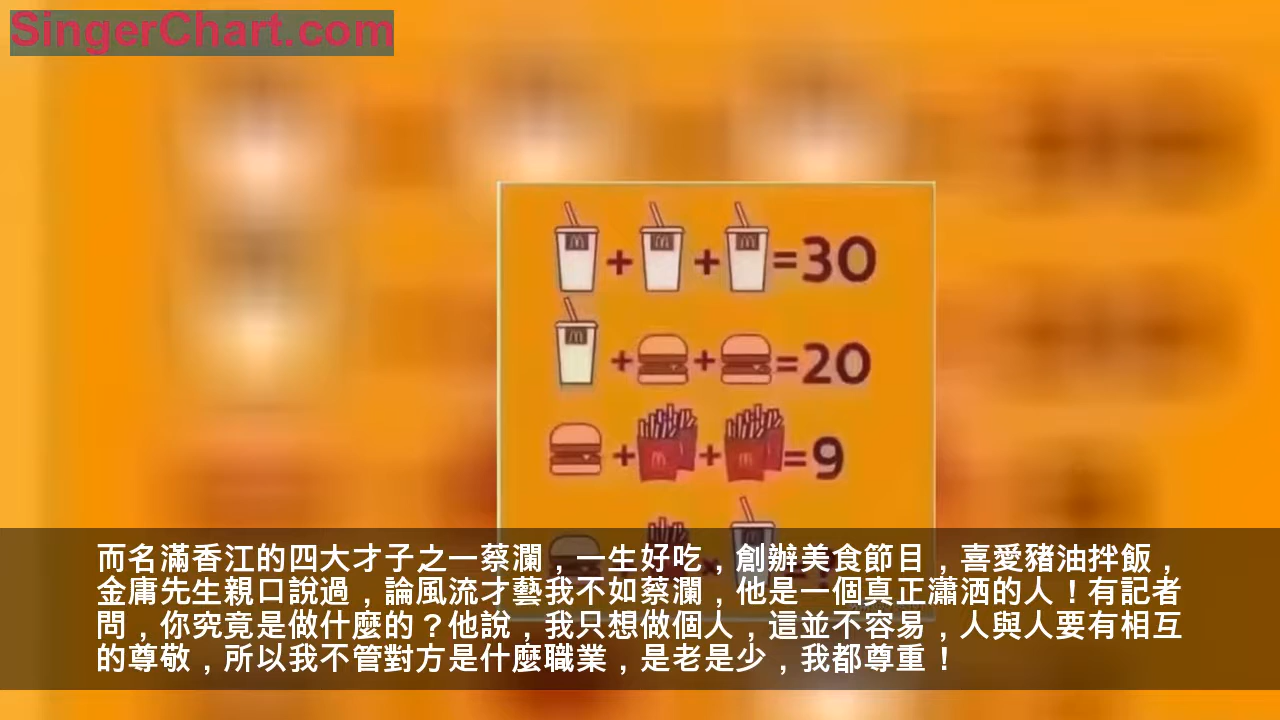 SingerChart.com
+ + =30
+ + =20
+ + =9
而名滿香江的四大才子之一蔡瀾，一生好吃，創辦美食節目，喜愛豬油拌飯，
金庸先生親口說過，論風流才藝我不如蔡瀾，他是一個真正瀟洒的人！有記者
問，你究竟是做什麼的？他說，我只想做個人，這並不容易，人與人要有相互
的尊敬，所以我不管對方是什麼職業，是老是少，我都尊重！